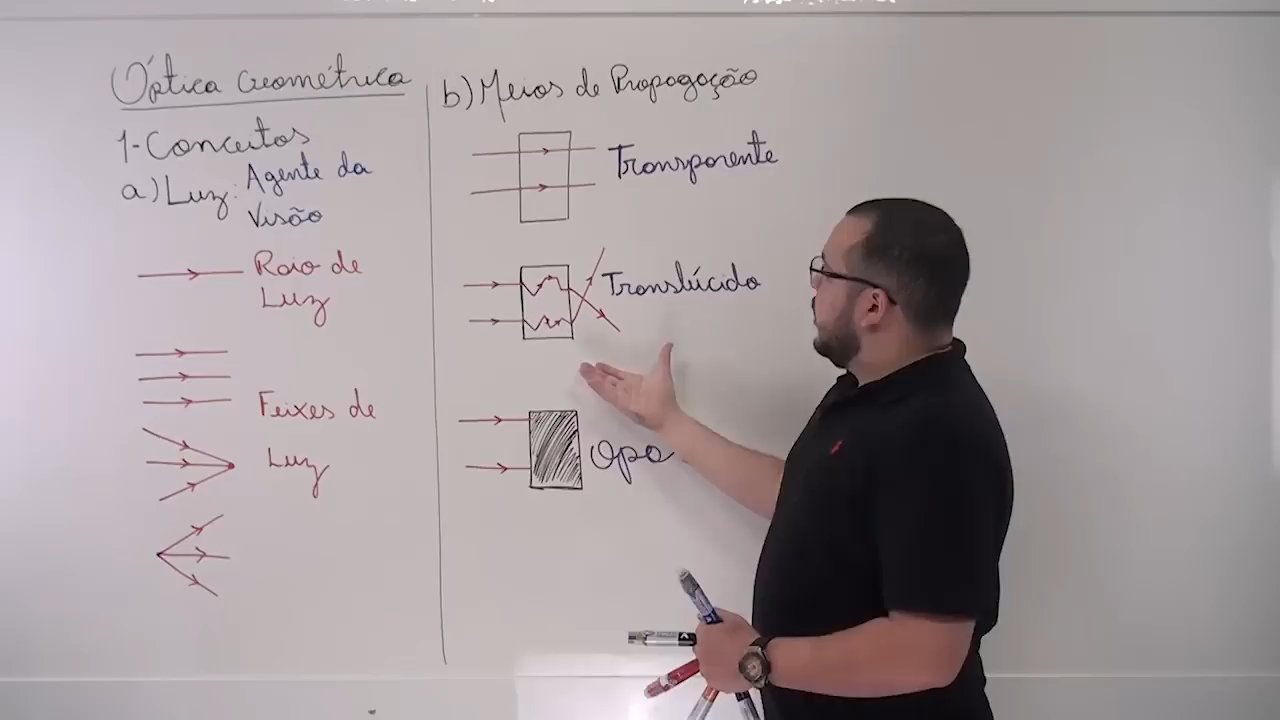 Óptica Geométrica
1-Conceitos
a) Luz: Agente da
Visão
Raio de
Luz
Feixes de
Luz
b) Meios de Propagação
Transparente
Translúcido
Opa